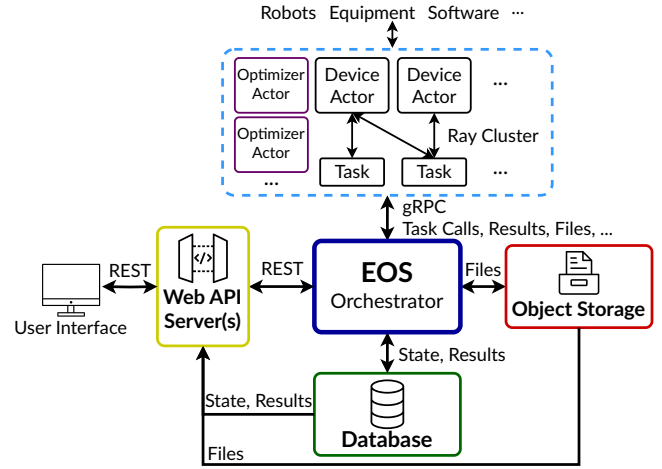 Robots Equipment Software ...
Optimizer
Actor
Device
Actor
Device
Actor
...
Optimizer
Actor
...
Ray Cluster
Task
Task
...
gRPC
Task Calls, Results, Files, ...
REST
User Interface
</>
Web API
Server(s)
REST
EOS
Orchestrator
Files
Object Storage
State, Results
State, Results
Database
Files